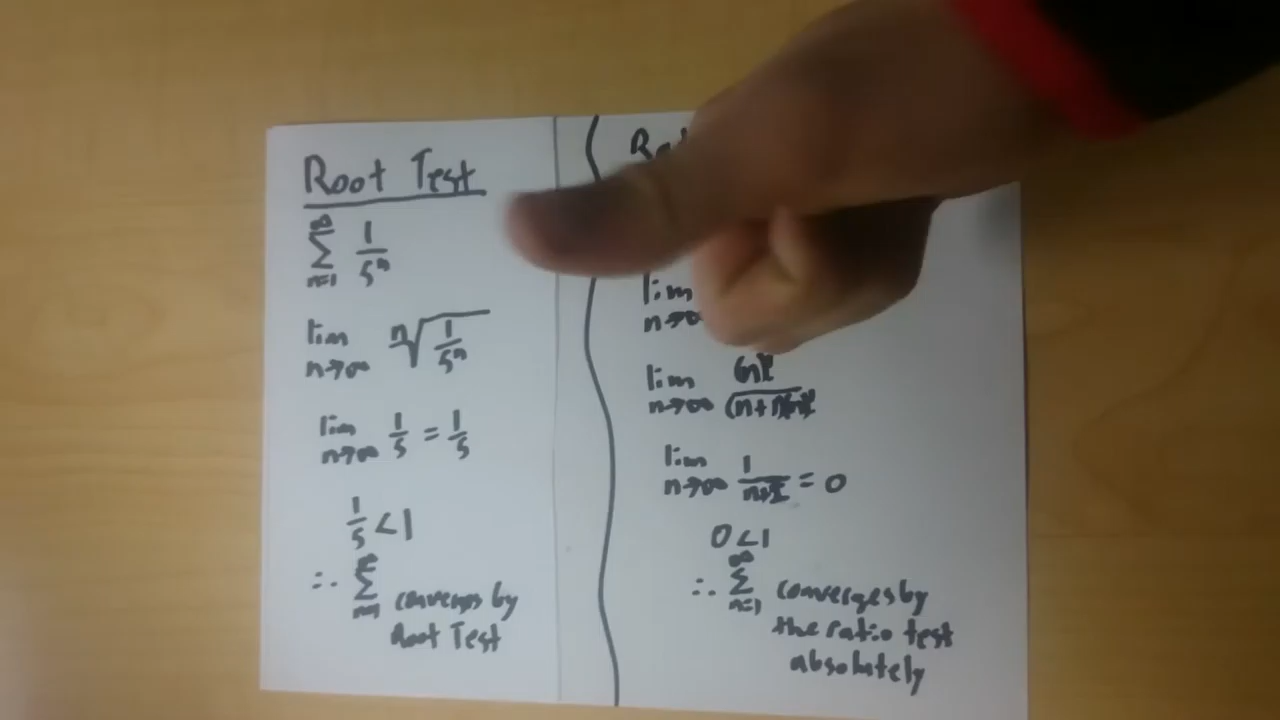 Root Test
∞
Σ 1/5ⁿ
n=1
lim ⁿ√(1/5ⁿ)
n→∞
lim 1/5 = 1/5
n→∞
1/5 < 1
∴ ∞
Σ converges by
n=1
Root Test
lim
n→∞
lim
n→∞ (n+1)
lim 1
n→∞ = 0
0<1
∴ ∞
Σ converges by
n=1
the ratio test
absolutely